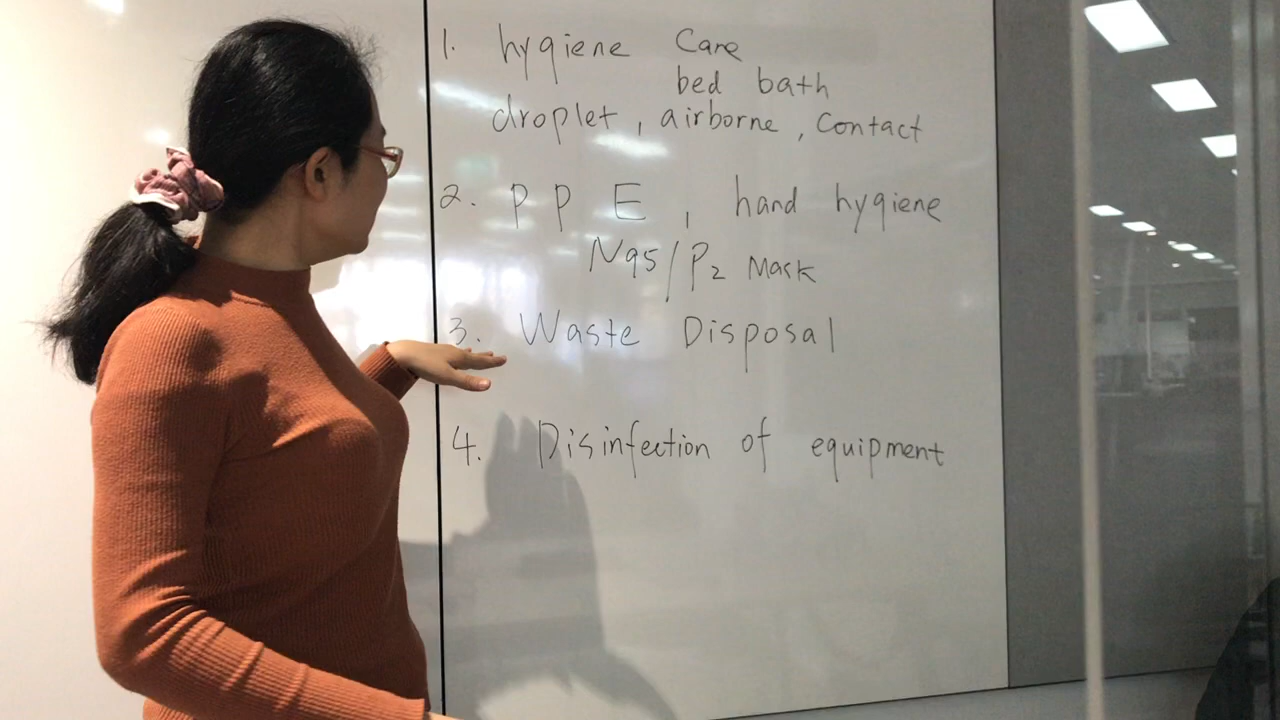 1. hygiene Care
bed bath
droplet, airborne, Contact
2. P P E, hand hygiene
N95/P2 Mask
3. Waste Disposal
4. Disinfection of equipment